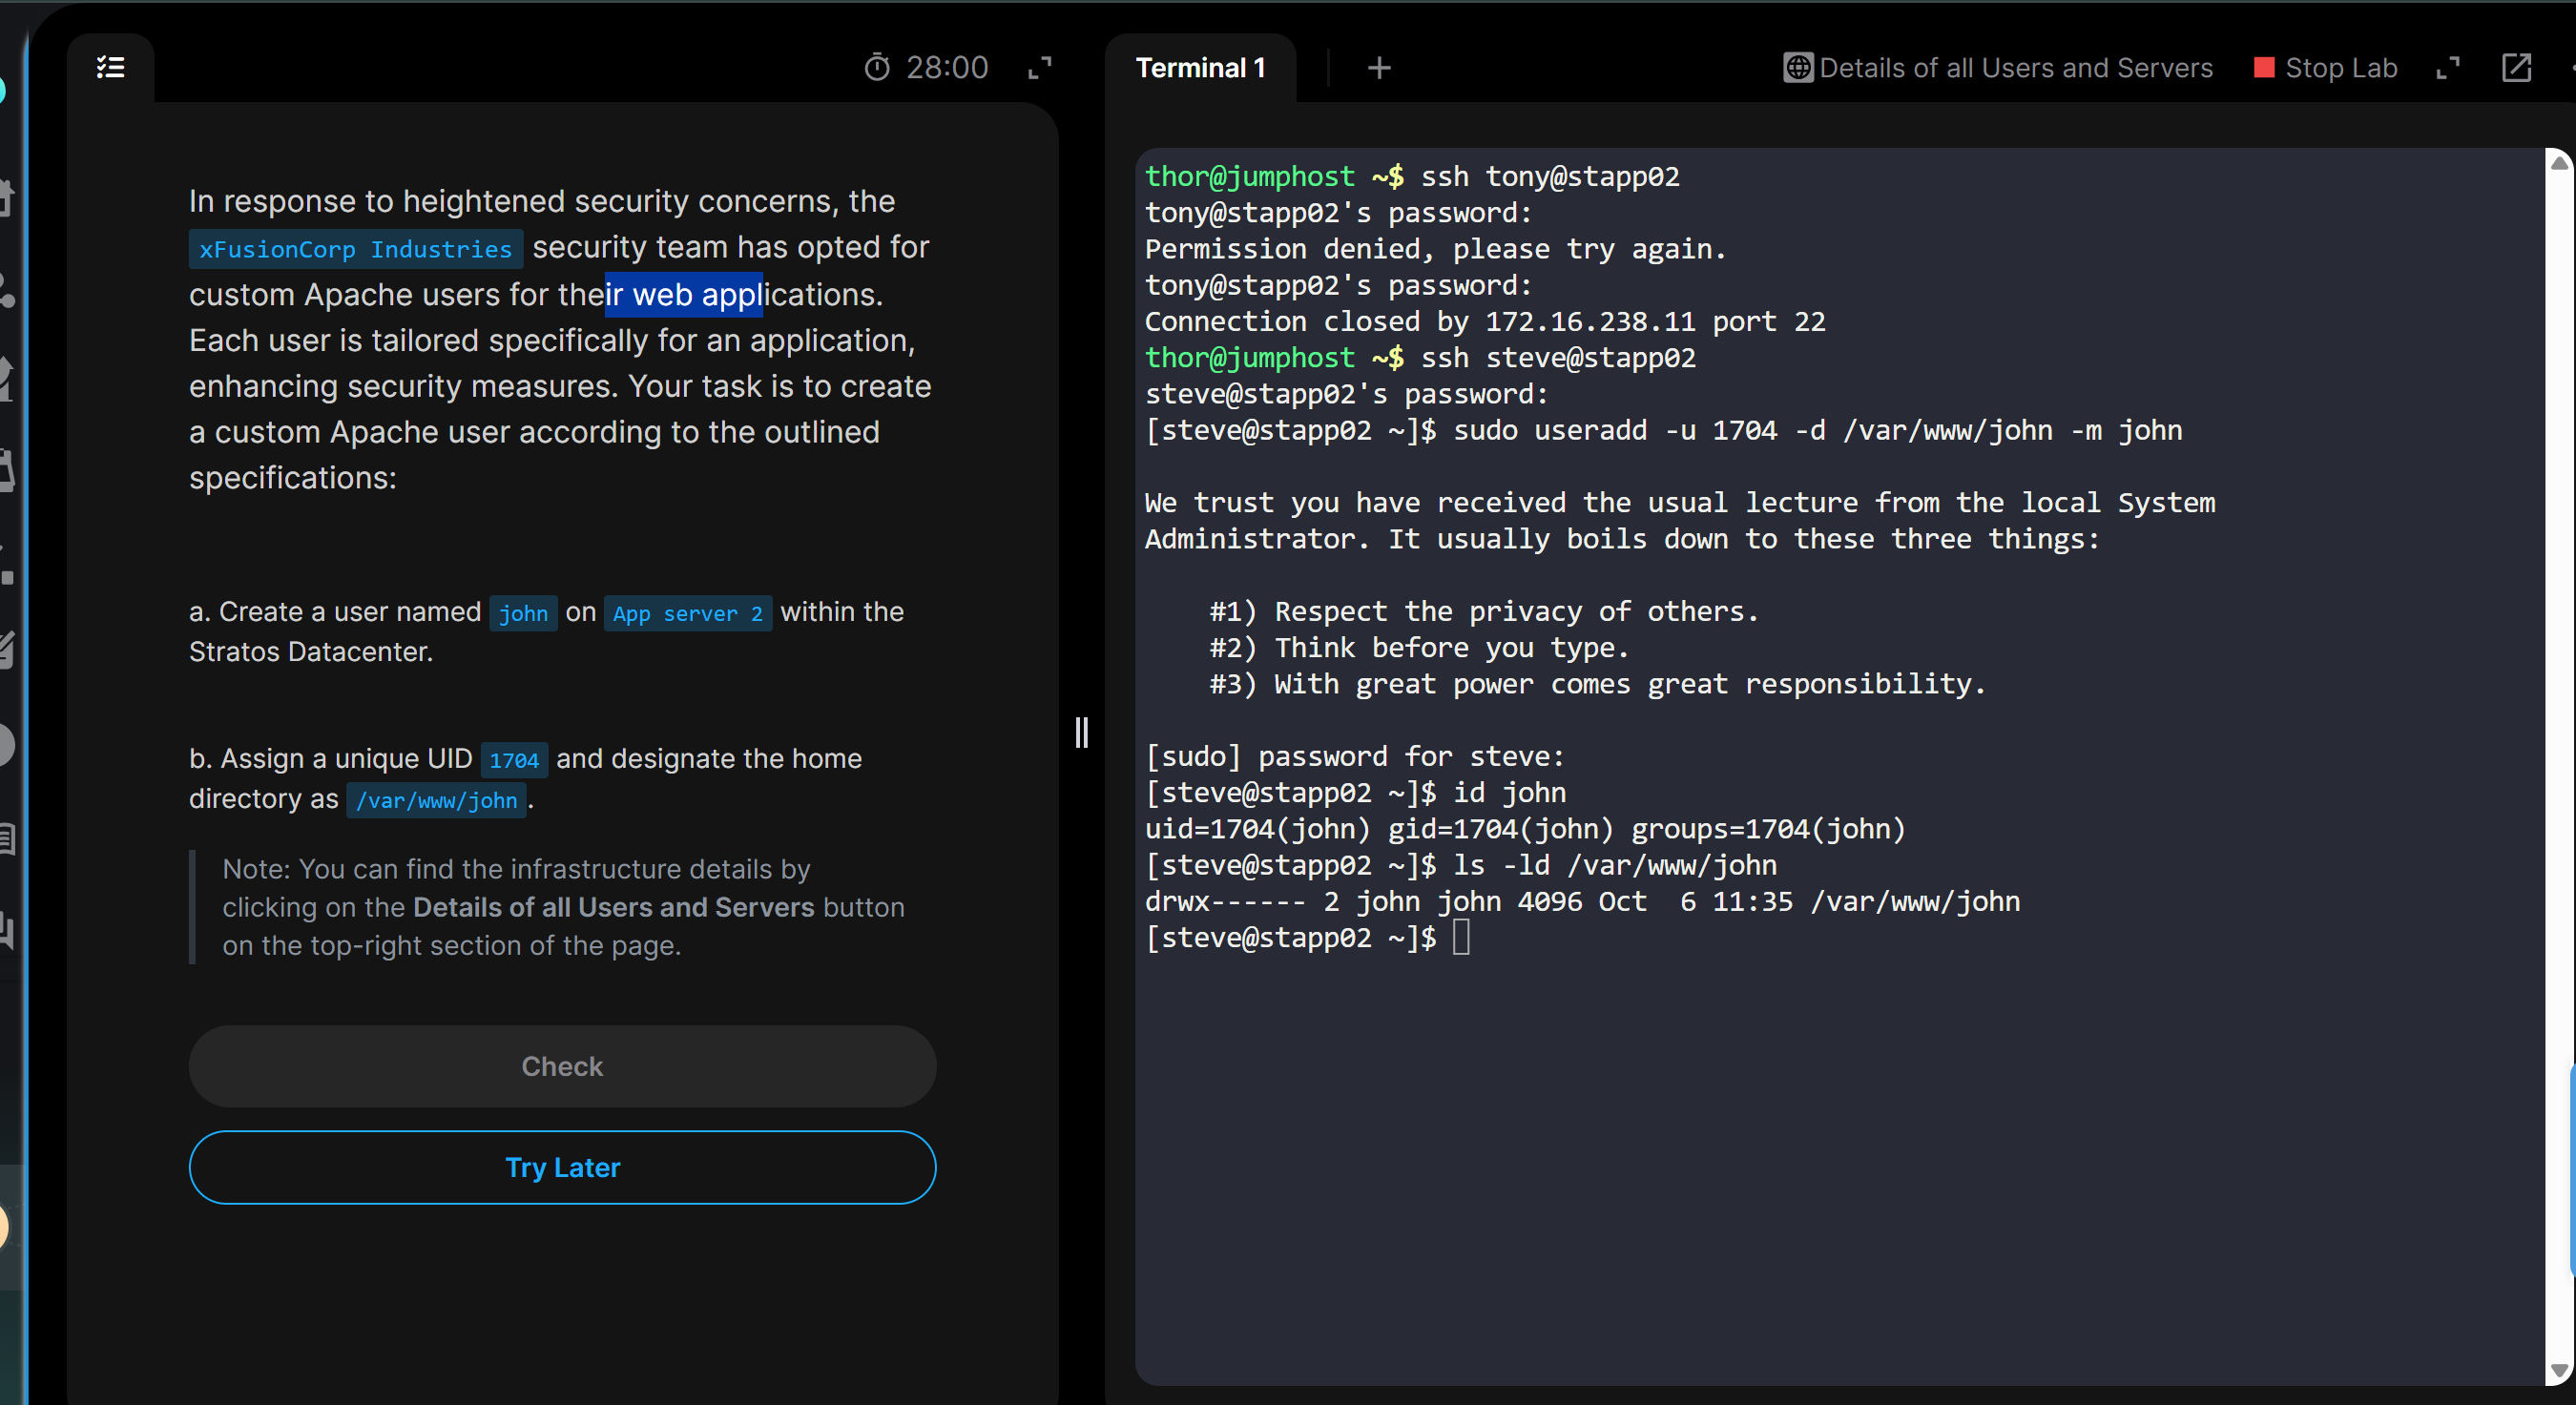 28:00
In response to heightened security concerns, the
xFusionCorp Industries security team has opted for
custom Apache users for their web applications.
Each user is tailored specifically for an application,
enhancing security measures. Your task is to create
a custom Apache user according to the outlined
specifications:
a. Create a user named john on App server 2 within the
Stratos Datacenter.
b. Assign a unique UID 1704 and designate the home
directory as /var/www/john.
Note: You can find the infrastructure details by
clicking on the Details of all Users and Servers button
on the top-right section of the page.
Check
Try Later
Terminal 1
Details of all Users and Servers
Stop Lab
thor@jumphost ~$ ssh tony@stapp02
tony@stapp02's password:
Permission denied, please try again.
tony@stapp02's password:
Connection closed by 172.16.238.11 port 22
thor@jumphost ~$ ssh steve@stapp02
steve@stapp02's password:
[steve@stapp02 ~]$ sudo useradd -u 1704 -d /var/www/john -m john
We trust you have received the usual lecture from the local System
Administrator. It usually boils down to these three things:
#1) Respect the privacy of others.
#2) Think before you type.
#3) With great power comes great responsibility.
[sudo] password for steve:
[steve@stapp02 ~]$ id john
uid=1704(john) gid=1704(john) groups=1704(john)
[steve@stapp02 ~]$ ls -ld /var/www/john
drwx------ 2 john john 4096 Oct  6 11:35 /var/www/john
[steve@stapp02 ~]$